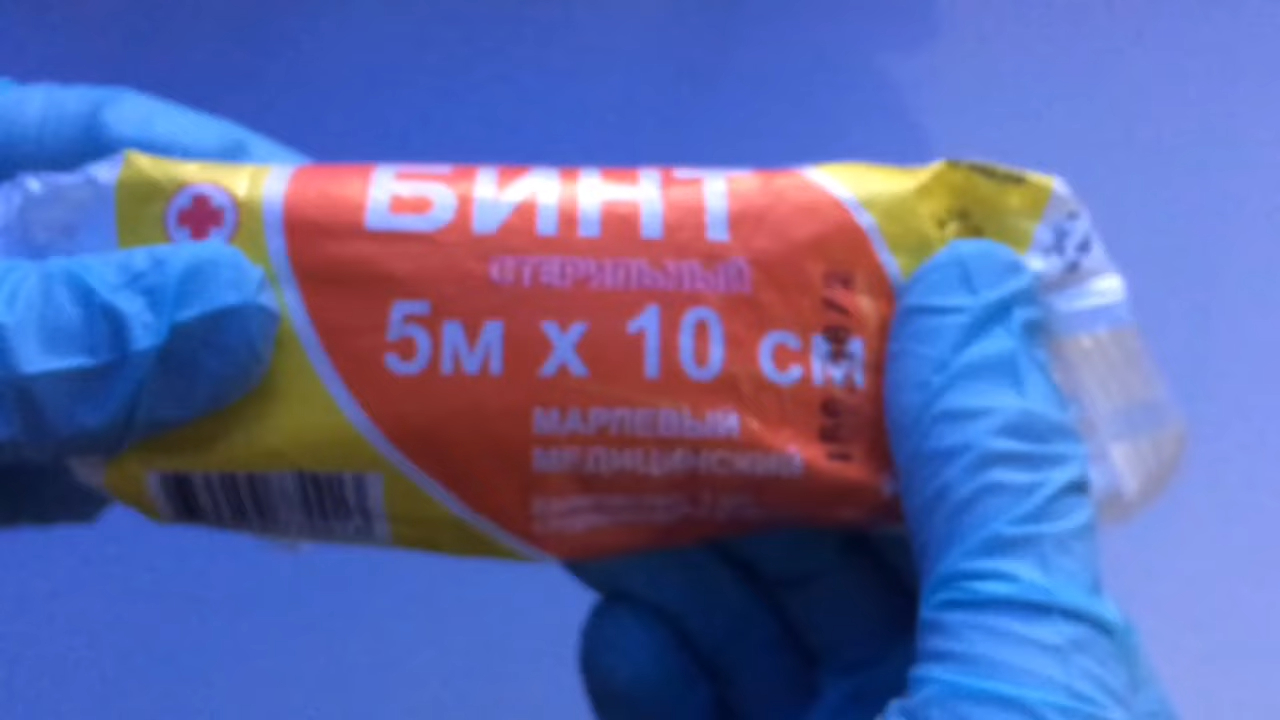 БИНТ
СТЕРИЛЬНЫЙ
5м х 10 см
МАРЛЕВЫЙ
МЕДИЦИНСКИЙ